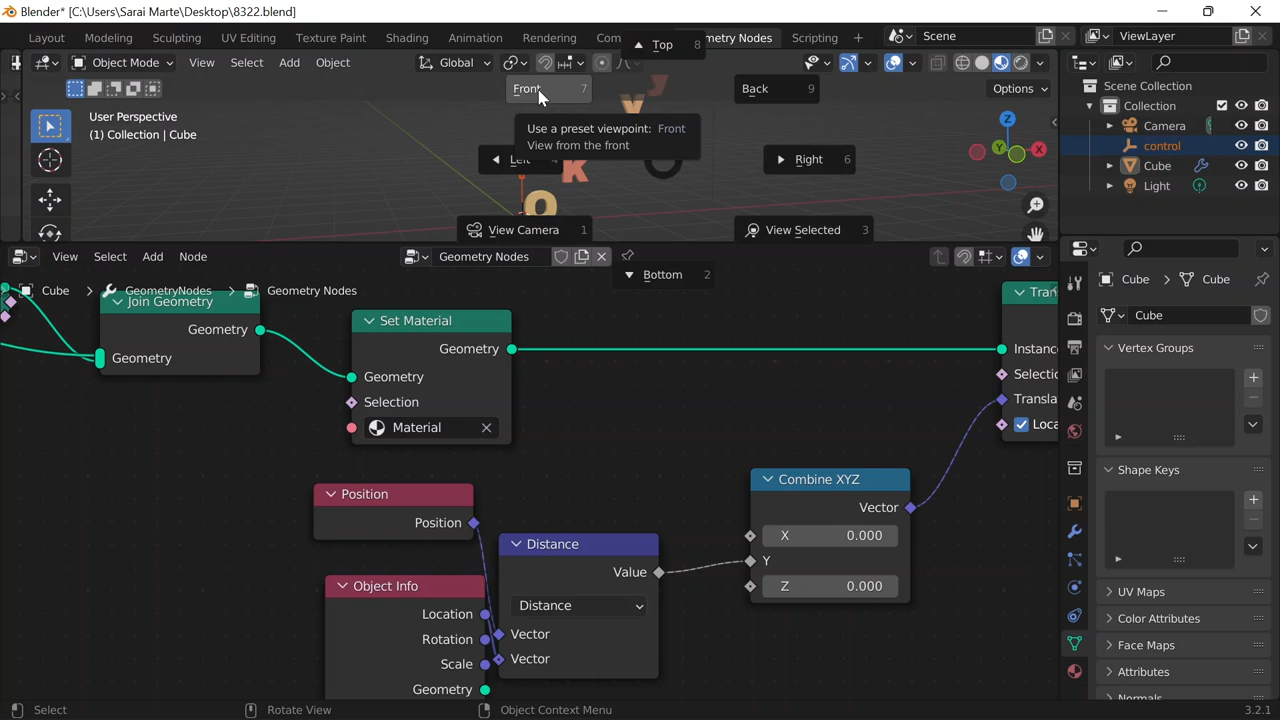 Blender* [C:\Users\Sarai Marte\Desktop\8322.blend]
Layout Modeling Sculpting UV Editing Texture Paint Shading Animation Rendering Com metry Nodes Scripting
Scene
ViewLayer
Object Mode View Select Add Object
Global
Options
Top 8
Front 7
Back 9
Left 4
Right 6
View Camera 1
View Selected 3
Bottom 2
Use a preset viewpoint: Front
View from the front
User Perspective
(1) Collection | Cube
Z
Y
X
y
v
k
o
Scene Collection
Collection
Camera
control
Cube
Light
View Select Add Node
Geometry Nodes
Cube > GeometryNodes > Geometry Nodes
Join Geometry
Geometry
Geometry
Set Material
Geometry
Geometry
Selection
Material
Position
Position
Object Info
Location
Rotation
Scale
Geometry
Distance
Value
Distance
Vector
Vector
Combine XYZ
Vector
X 0.000
Y
Z 0.000
Tran
Instanc
Selectio
Transla
Loca
Cube > Cube
Cube
Vertex Groups
Shape Keys
UV Maps
Color Attributes
Face Maps
Attributes
Normals
Select
Rotate View
Object Context Menu
3.2.1